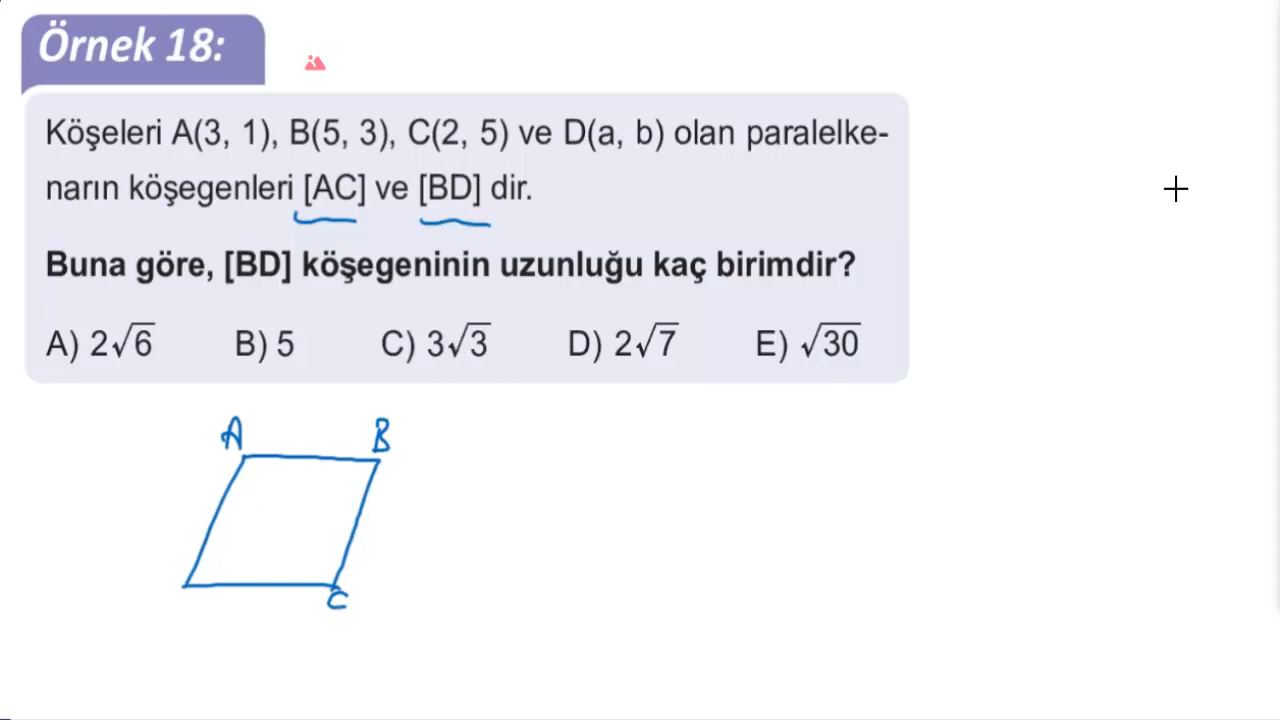 Örnek 18:
Köşeleri A(3, 1), B(5, 3), C(2, 5) ve D(a, b) olan paralelke-
narın köşegenleri [AC] ve [BD] dir.
Buna göre, [BD] köşegeninin uzunluğu kaç birimdir?
A) 2√6 B) 5 C) 3√3 D) 2√7 E) √30
A B
C